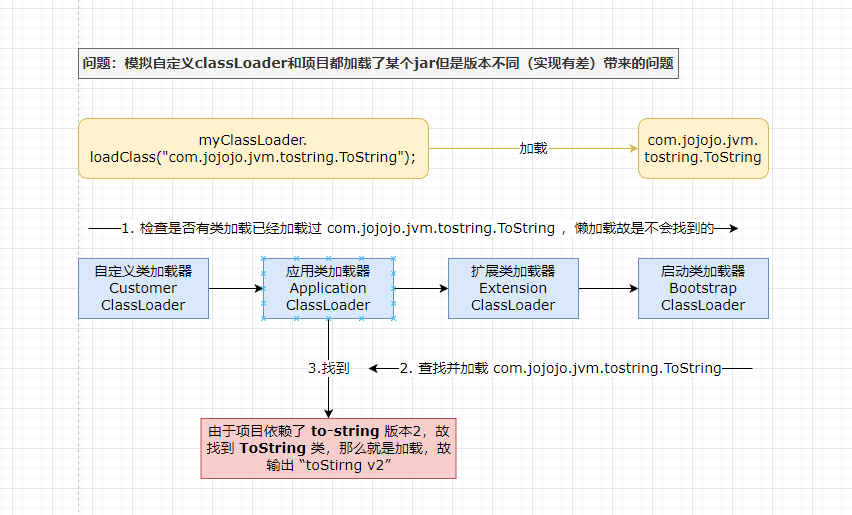 问题：模拟自定义classLoader和项目都加载了某个jar但是版本不同（实现有差）带来的问题
myClassLoader.
loadClass("com.jojojo.jvm.tostring.ToString");
加载
com.jojojo.jvm.
tostring.ToString
1. 检查是否有类加载已经加载过 com.jojojo.jvm.tostring.ToString ，懒加载故是不会找到的
自定义类加载器
Customer
ClassLoader
应用类加载器
Application
ClassLoader
扩展类加载器
Extension
ClassLoader
启动类加载器
Bootstrap
ClassLoader
3.找到
2. 查找并加载 com.jojojo.jvm.tostring.ToString
由于项目依赖了 to-string 版本2，故
找到 ToString 类，那么就是加载，故
输出 “toStirng v2”